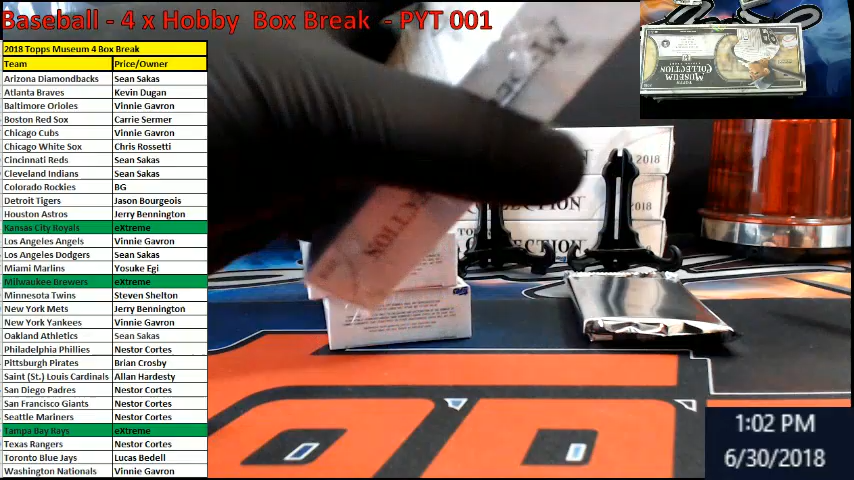 Baseball - 4 x Hobby Box Break - PYT 001
2018 Topps Museum 4 Box Break
Team Price/Owner
Arizona Diamondbacks Sean Sakas
Atlanta Braves Kevin Dugan
Baltimore Orioles Vinnie Gavron
Boston Red Sox Carrie Sermer
Chicago Cubs Vinnie Gavron
Chicago White Sox Chris Rossetti
Cincinnati Reds Sean Sakas
Cleveland Indians Sean Sakas
Colorado Rockies BG
Detroit Tigers Jason Bourgeois
Houston Astros Jerry Bennington
Kansas City Royals eXtreme
Los Angeles Angels Vinnie Gavron
Los Angeles Dodgers Sean Sakas
Miami Marlins Yosuke Egi
Milwaukee Brewers eXtreme
Minnesota Twins Steven Shelton
New York Mets Jerry Bennington
New York Yankees Vinnie Gavron
Oakland Athletics Sean Sakas
Philadelphia Phillies Nestor Cortes
Pittsburgh Pirates Brian Crosby
Saint (St.) Louis Cardinals Allan Hardesty
San Diego Padres Nestor Cortes
San Francisco Giants Nestor Cortes
Seattle Mariners Nestor Cortes
Tampa Bay Rays eXtreme
Texas Rangers Nestor Cortes
Toronto Blue Jays Lucas Bedell
Washington Nationals Vinnie Gavron
MUSEUM
COLLECTION
2018
2018
1:02 PM
6/30/2018